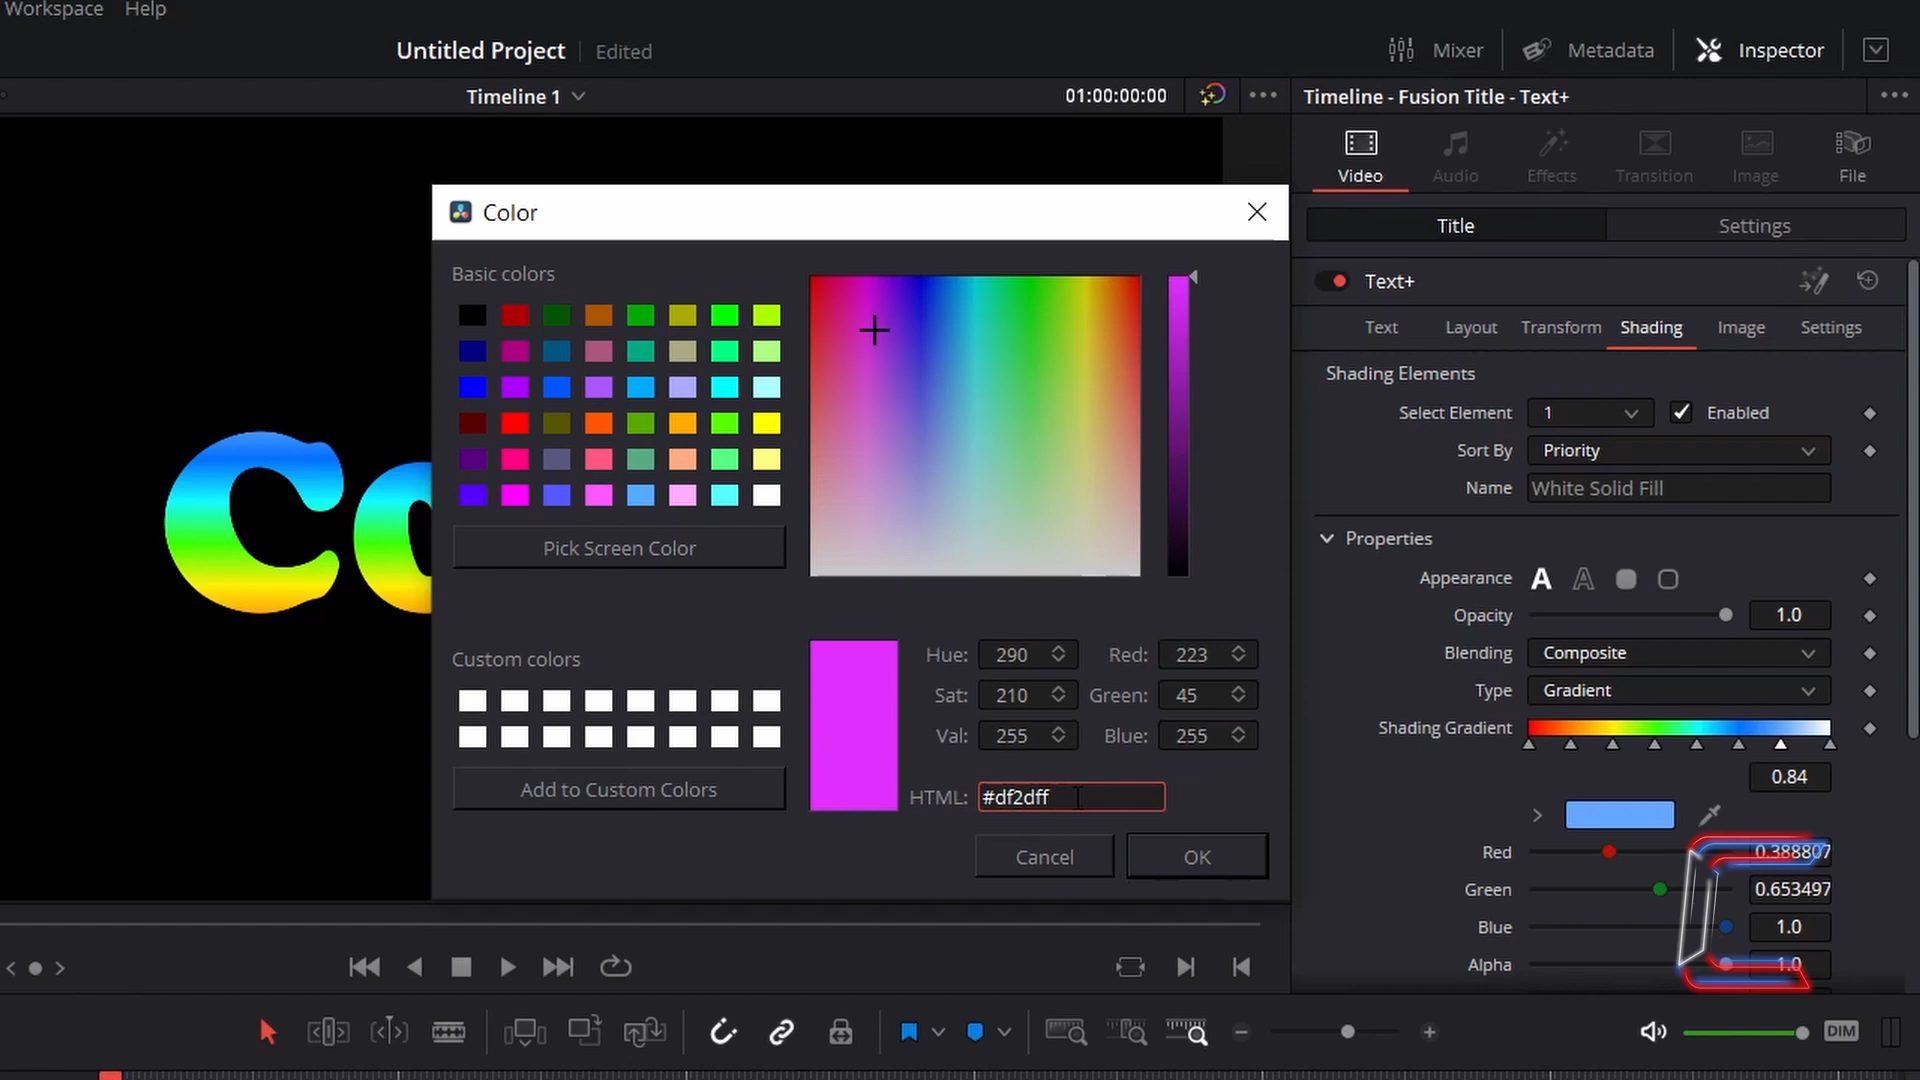 Workspace Help
Untitled Project Edited
Mixer Metadata Inspector
Timeline 1 01:00:00:00
Timeline - Fusion Title - Text+
Video Audio Effects Transition Image File
Title Settings
Text+
Text Layout Transform Shading Image Settings
Shading Elements
Select Element 1 Enabled
Sort By Priority
Name White Solid Fill
Properties
Appearance A A
Opacity 1.0
Blending Composite
Type Gradient
Shading Gradient
0.84
Red 0.388807
Green 0.653497
Blue 1.0
Alpha 1.0
Co
Color
Basic colors
Pick Screen Color
Custom colors
Add to Custom Colors
Hue: 290 Red: 223
Sat: 210 Green: 45
Val: 255 Blue: 255
HTML: #df2dff
Cancel OK
DIM